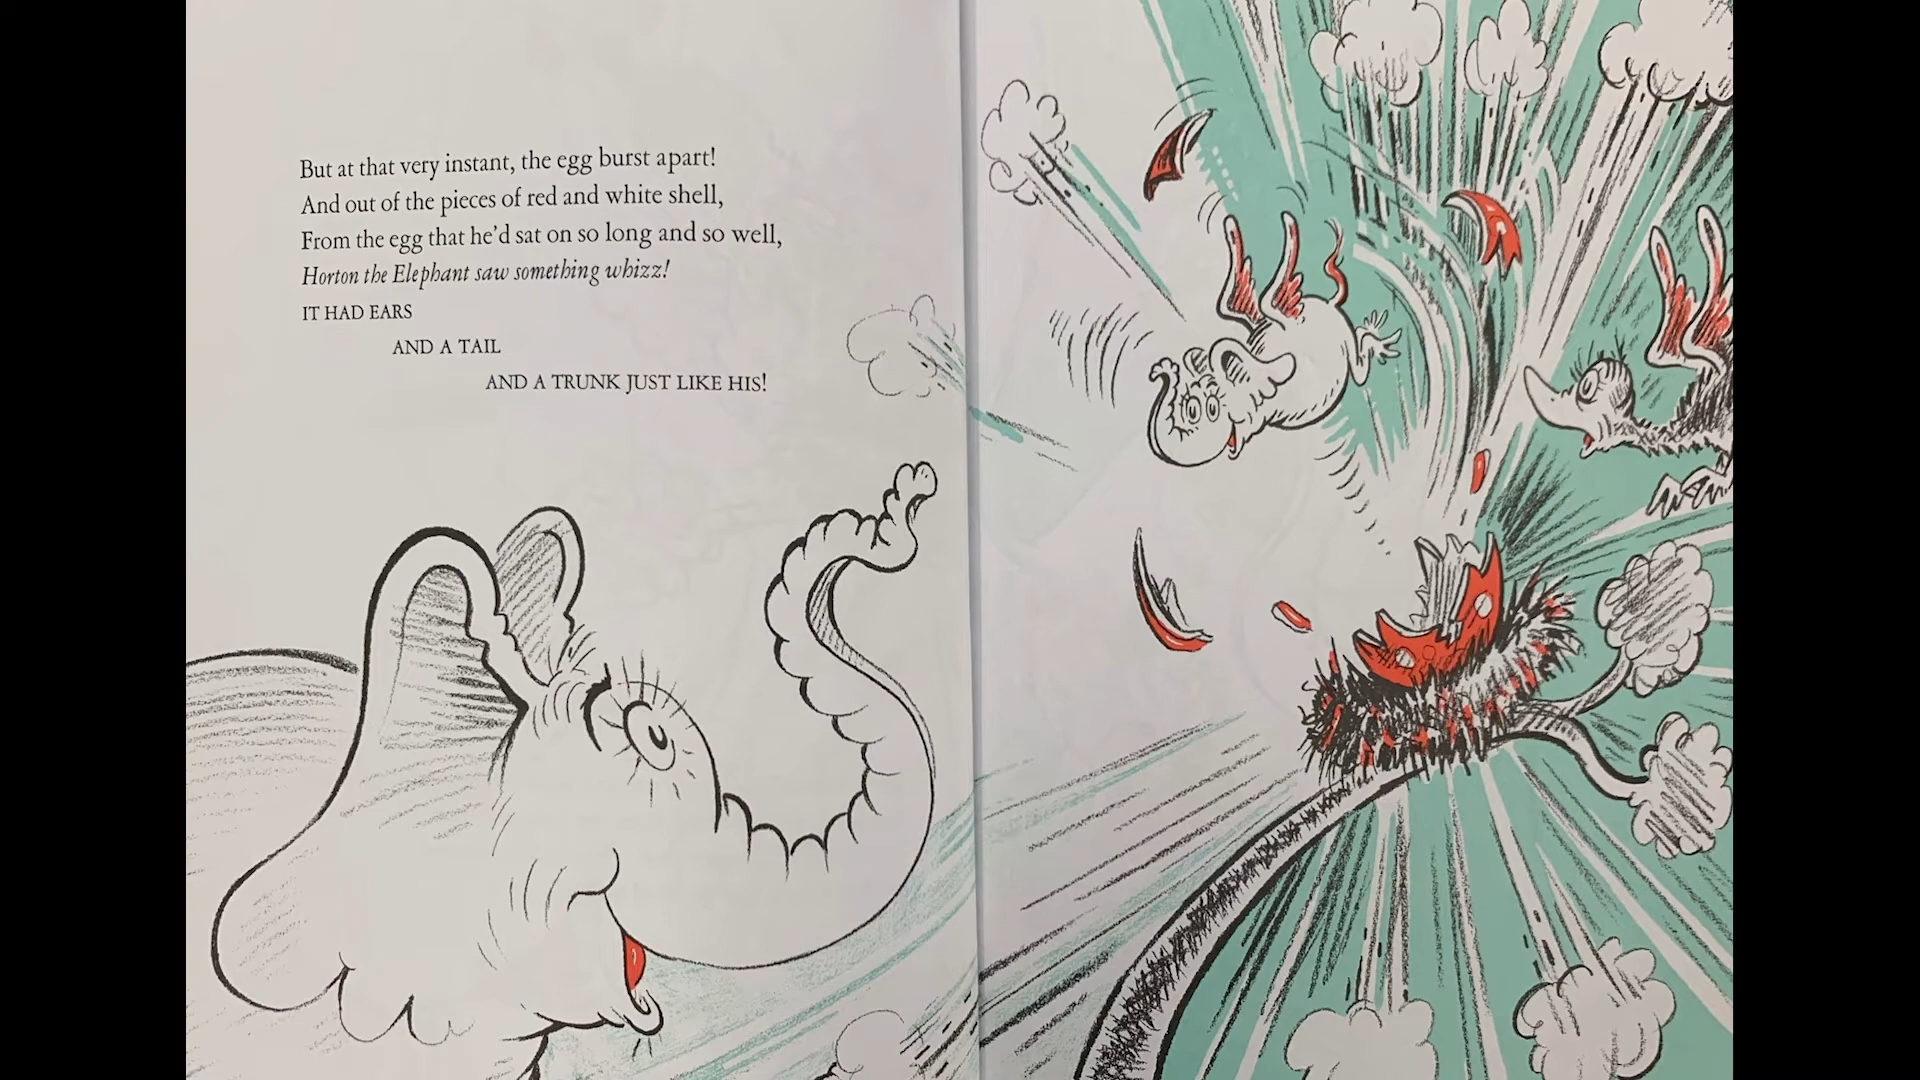 But at that very instant, the egg burst apart!
And out of the pieces of red and white shell,
From the egg that he'd sat on so long and so well,
Horton the Elephant saw something whizz!
IT HAD EARS
AND A TAIL
AND A TRUNK JUST LIKE HIS!